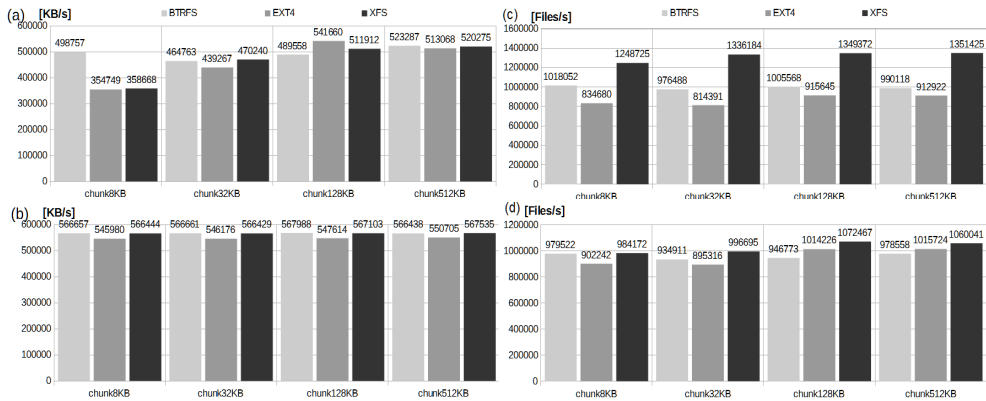 (a) [KB/s] BTRFS EXT4 XFS
600000
500000
400000
300000
200000
100000
0
498757 354749 358668
464763 439267 470240
489558 541660 511912
523287 513068 520275
chunk8KB chunk32KB chunk128KB chunk512KB
(b) [KB/s]
600000
500000
400000
300000
200000
100000
0
566657 545980 566444
566661 546176 566429
567988 547614 567103
566438 550705 567535
chunk8KB chunk32KB chunk128KB chunk512KB
(c) [Files/s] BTRFS EXT4 XFS
1600000
1400000
1200000
1000000
800000
600000
400000
200000
0
1018052 834680 1248725
976488 814391 1336184
1005568 915645 1349372
990118 912922 1351425
chunk8KB chunk32KB chunk128KB chunk512KB
(d) [Files/s]
1200000
1000000
800000
600000
400000
200000
0
979522 902242 984172
934911 895316 996695
946773 1014226 1072467
978558 1015724 1060041
chunk8KB chunk32KB chunk128KB chunk512KB